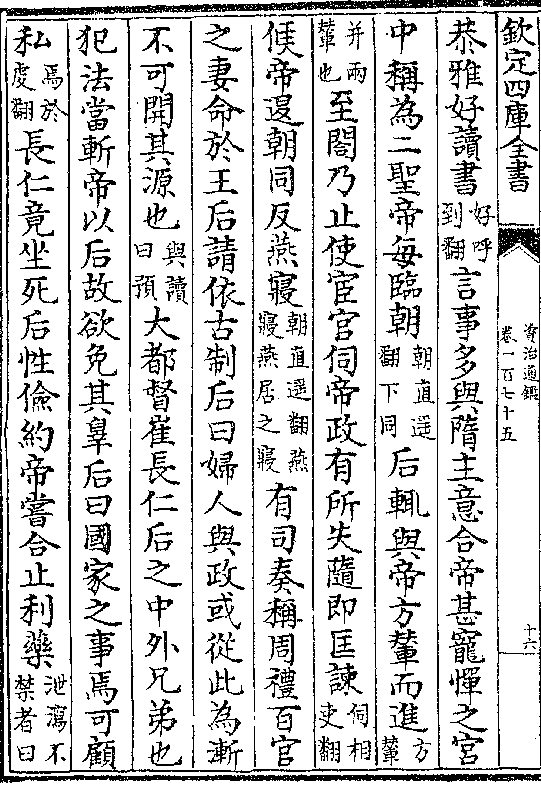 欽定四庫全書
資治通鑑
卷一百七十五
十六
恭雅好讀書好呼到翻言事多與隋主意合帝甚寵憚之宮
中稱為二聖帝每臨朝朝直遥翻下同后輒與帝方輦而進方輦
并兩輦也至閤乃止使宦官伺帝政有所失隨即匡諫伺相吏翻
候帝退朝同反燕寢朝直遥翻燕寢燕居之寢有司奏稱周禮百官
之妻命於王后請依古制后曰婦人與政或從此為漸
不可開其源也與讀曰預大都督崔長仁后之中外兄弟也
犯法當斬帝以后故欲免其辠后曰國家之事焉可顧
私焉於䖍翻長仁竟坐死后性儉約帝嘗合止利藥泄瀉不禁者曰